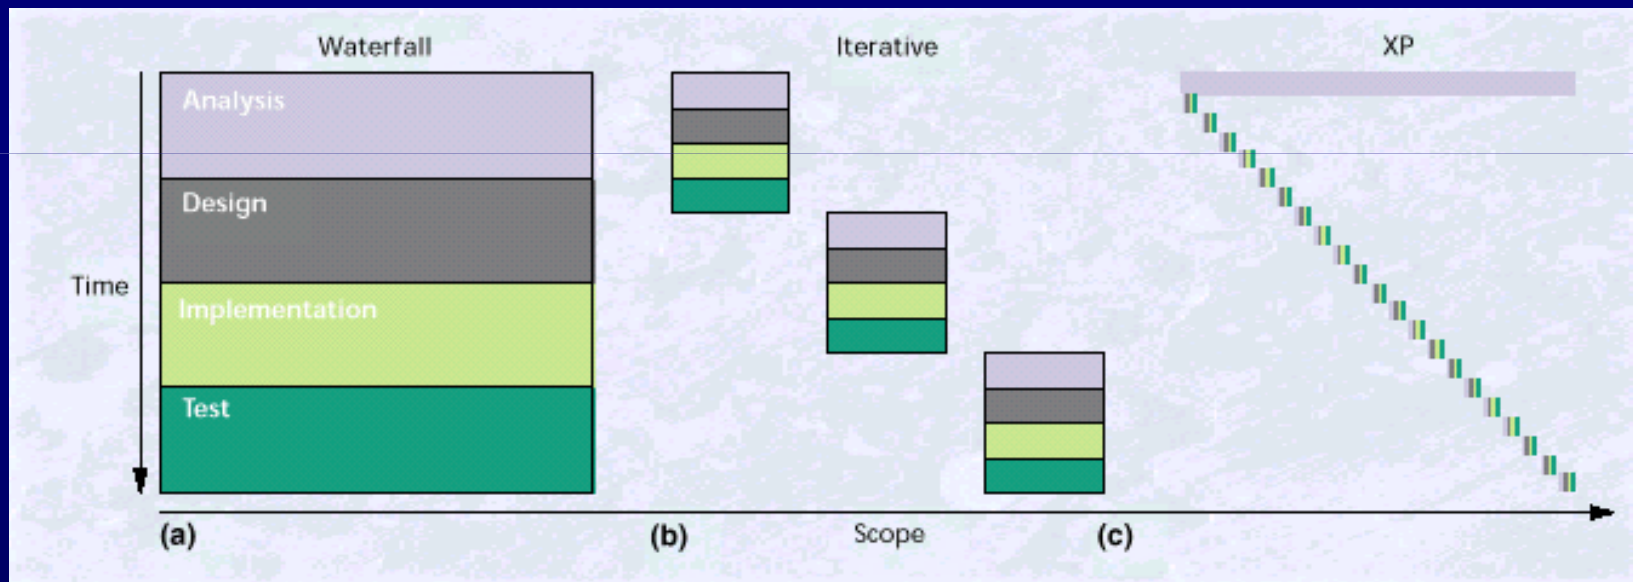 Waterfall
Iterative
XP
Analysis
Design
Time
Implementation
Test
(a)
(b)
Scope
(c)